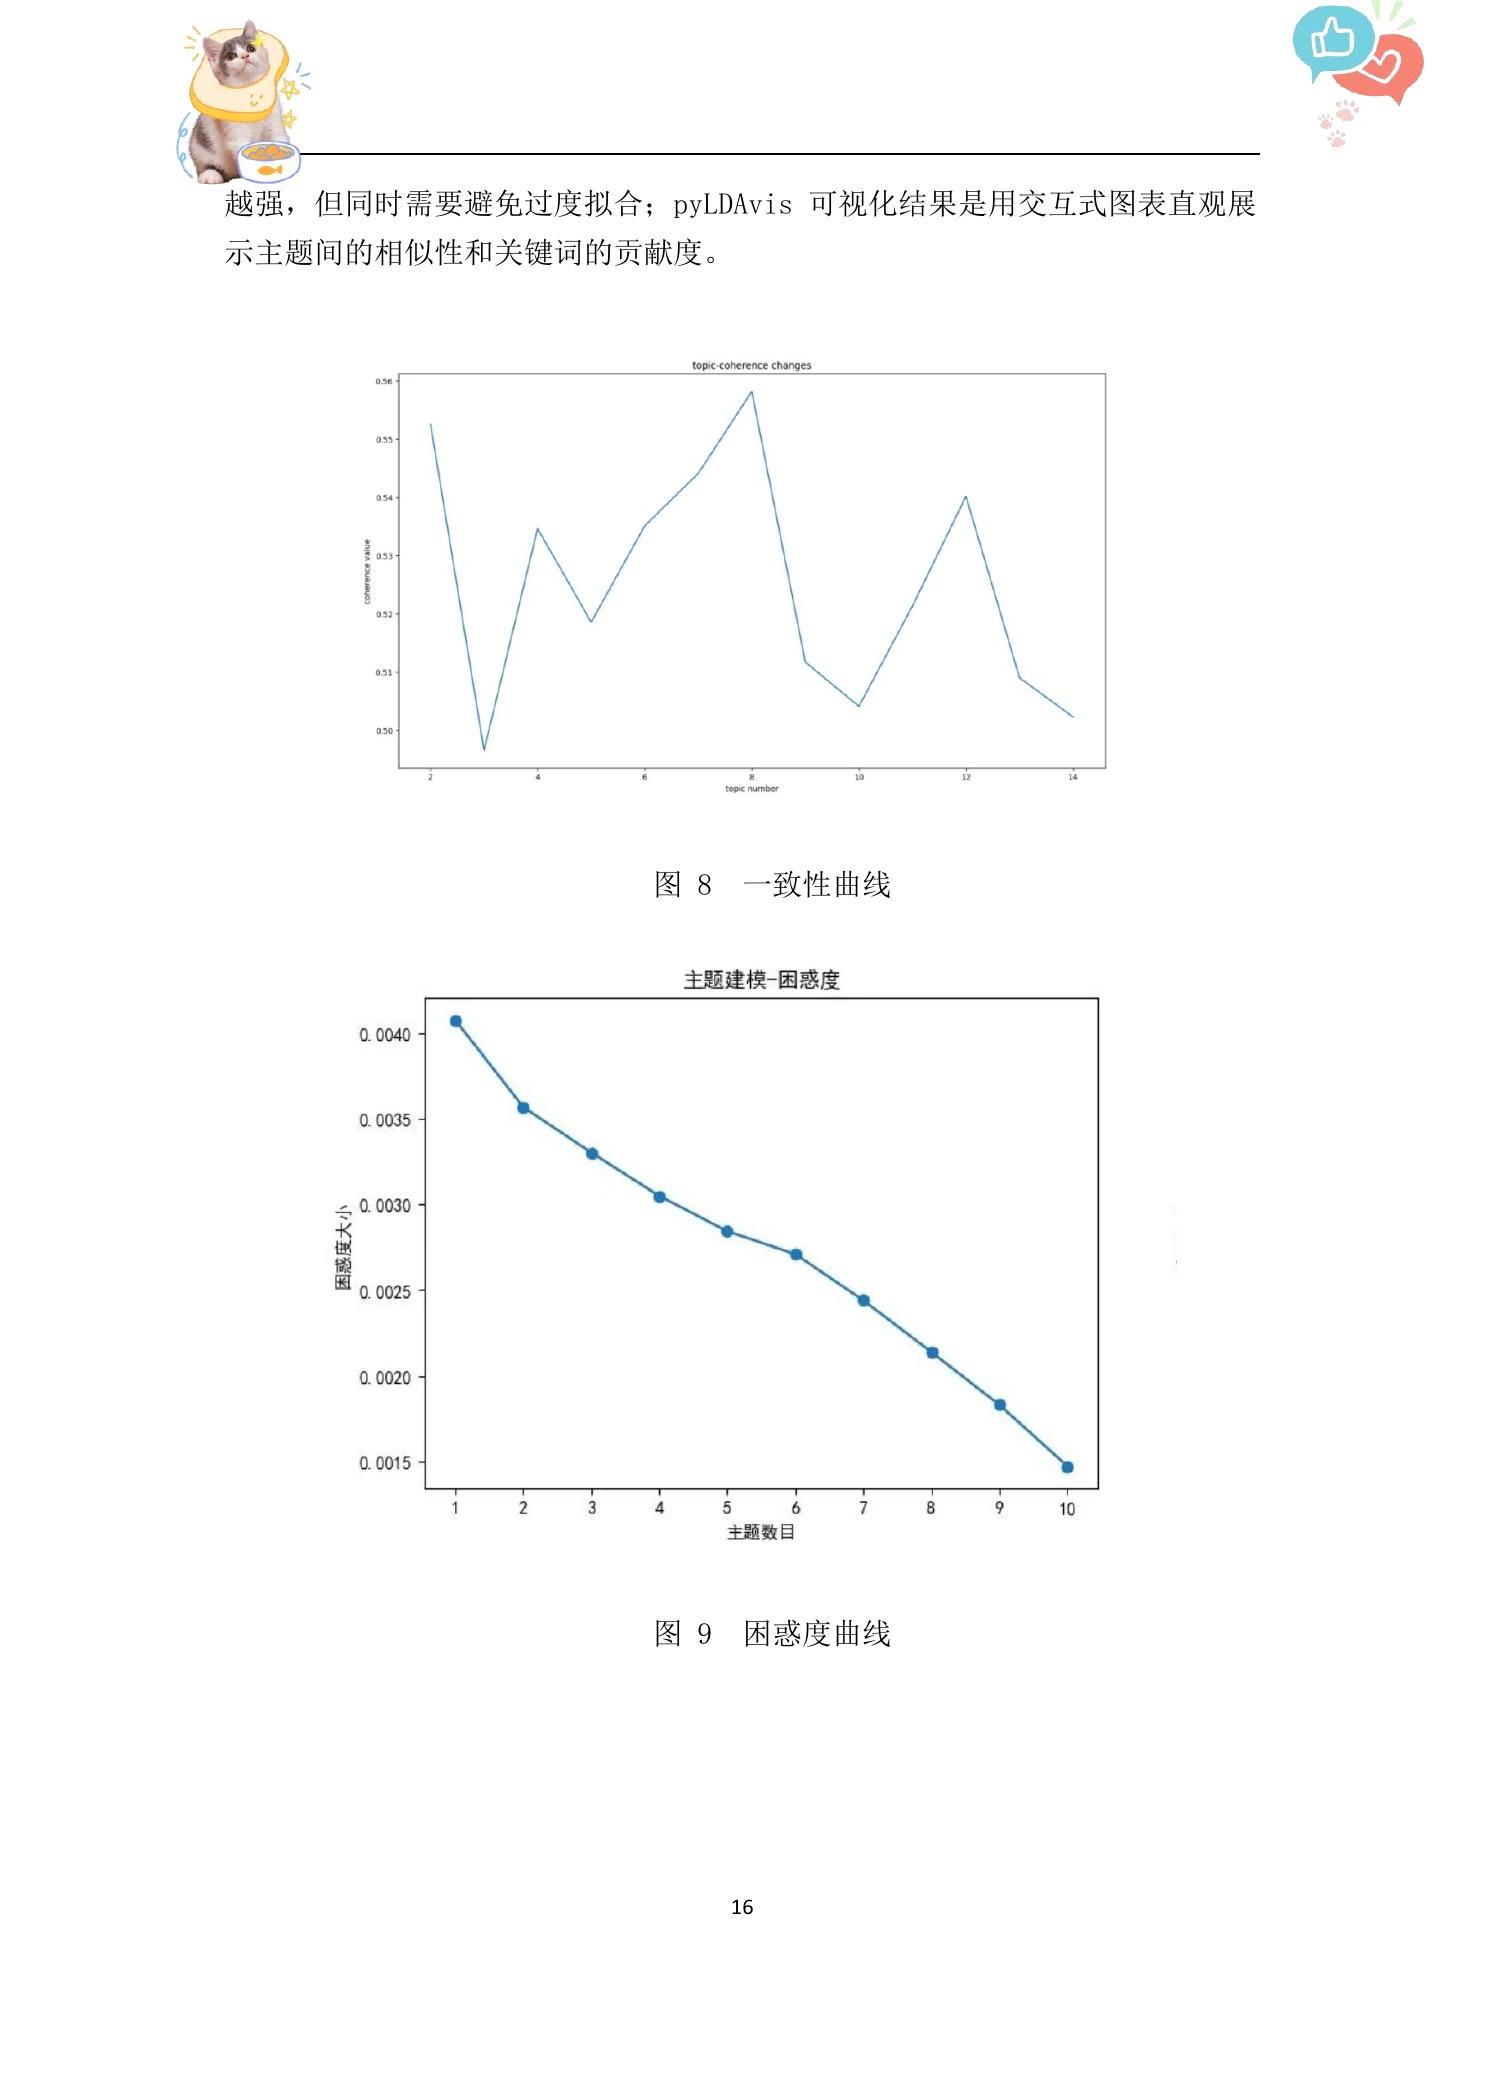 越强，但同时需要避免过度拟合；pyLDAvis 可视化结果是用交互式图表直观展
示主题间的相似性和关键词的贡献度。
topic-coherence changes
0.56
0.55
0.54
0.53
0.52
0.51
0.50
coherence value
2 4 6 8 10 12 14
topic number
图 8 一致性曲线
主题建模-困惑度
0.0040
0.0035
0.0030
0.0025
0.0020
0.0015
困惑度大小
1 2 3 4 5 6 7 8 9 10
主题数目
图 9 困惑度曲线
16